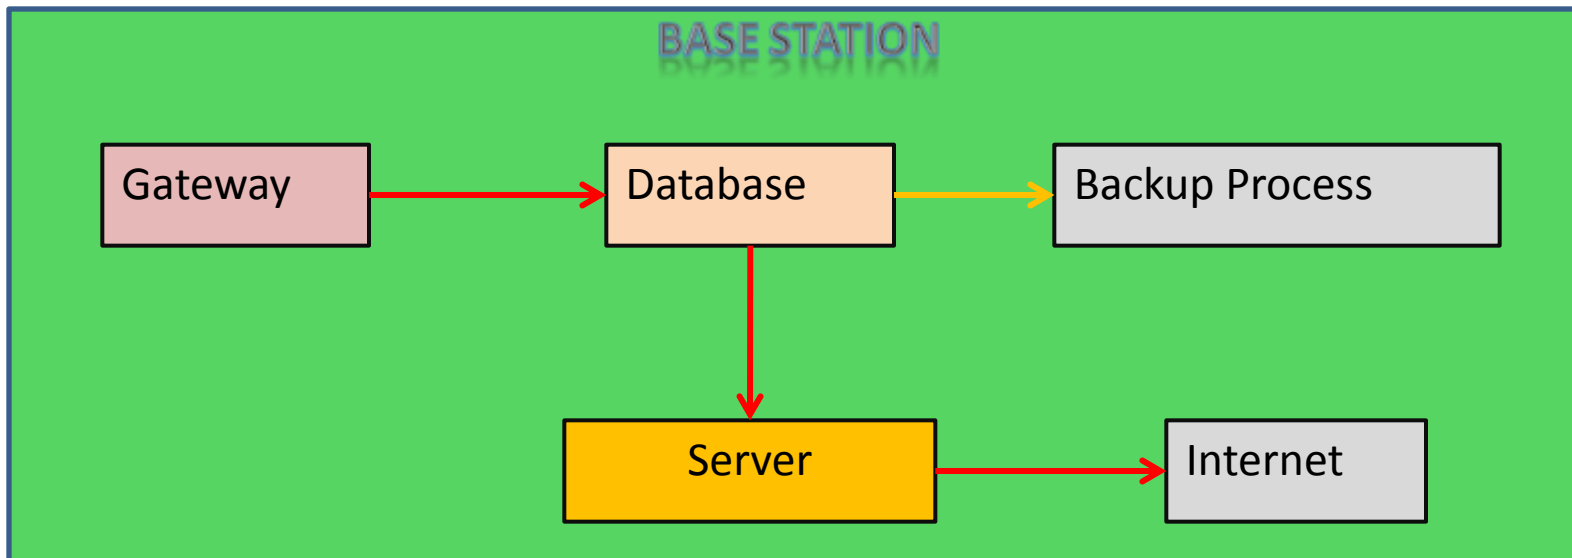 BASE STATION
Gateway
Database
Backup Process
Server
Internet